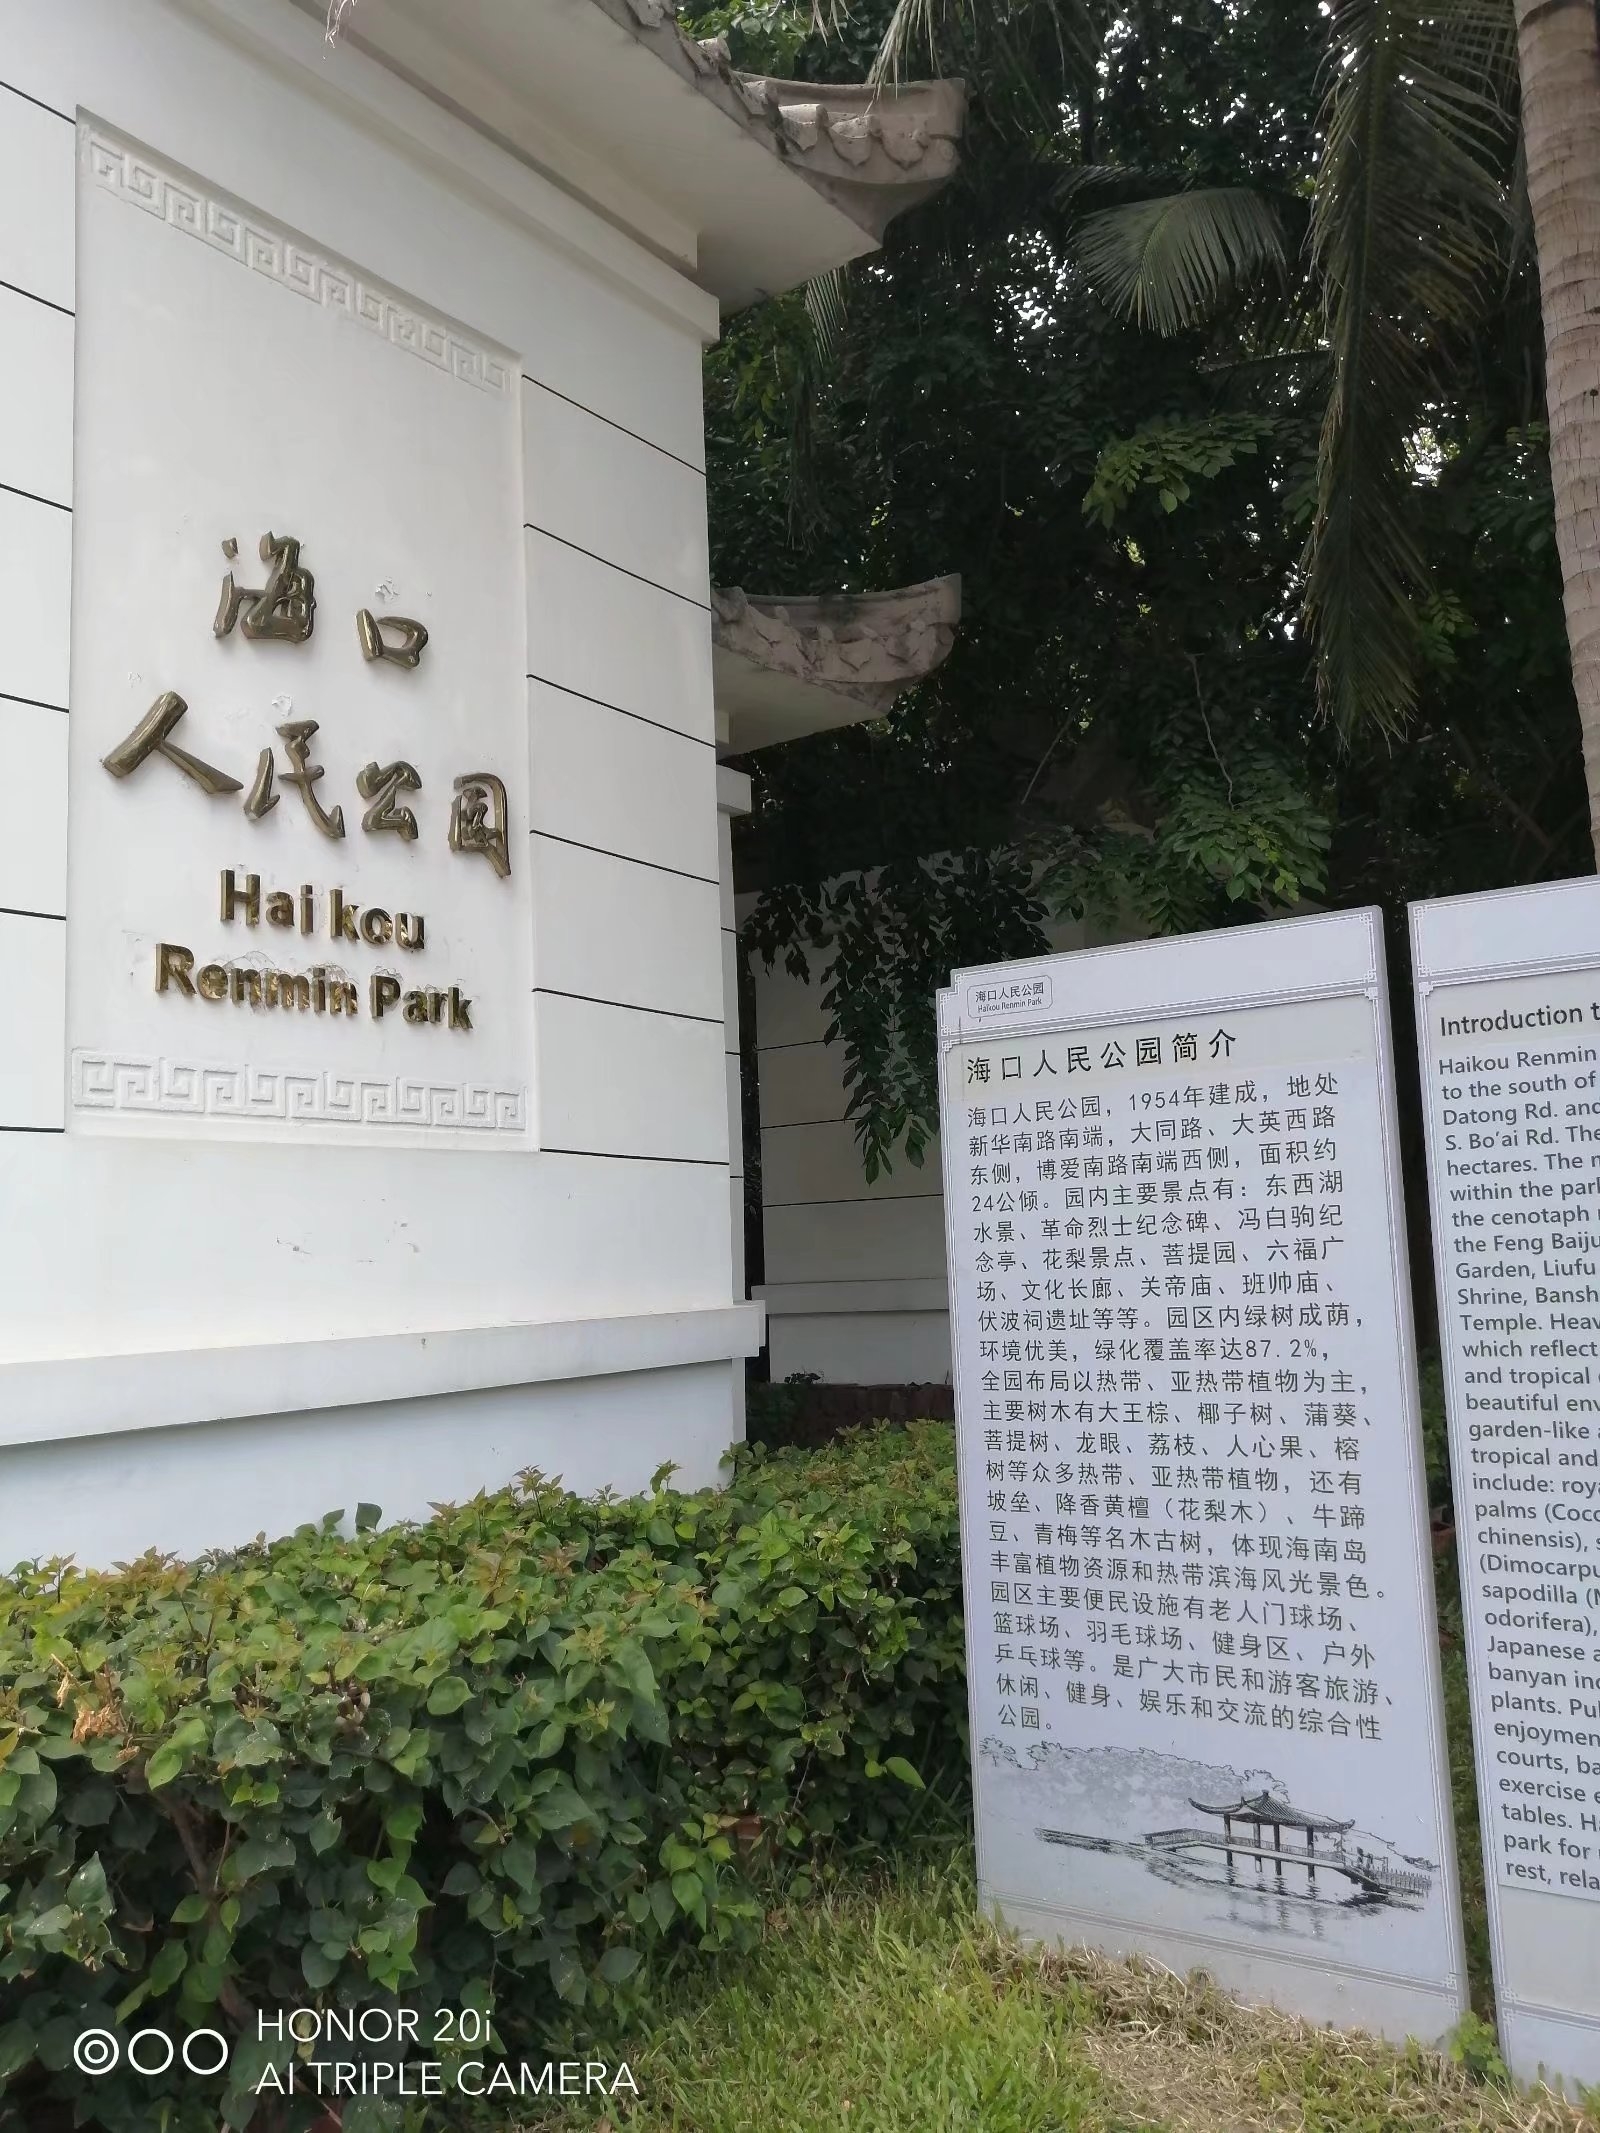 海口
人民公园
Hai kou
Renmin Park
海口人民公园
Haikou Renmin Park
海口人民公园简介
海口人民公园，1954年建成，地处
新华南路南端，大同路、大英西路
东侧，博爱南路南端西侧，面积约
24公倾。园内主要景点有：东西湖
水景、革命烈士纪念碑、冯白驹纪
念亭、花梨景点、菩提园、六福广
场、文化长廊、关帝庙、班帅庙、
伏波祠遗址等等。园区内绿树成荫，
环境优美，绿化覆盖率达87.2%，
全园布局以热带、亚热带植物为主，
主要树木有大王棕、椰子树、蒲葵、
菩提树、龙眼、荔枝、人心果、榕
树等众多热带、亚热带植物，还有
坡垒、降香黄檀（花梨木）、牛蹄
豆、青梅等名木古树，体现海南岛
丰富植物资源和热带滨海风光景色。
园区主要便民设施有老人门球场、
篮球场、羽毛球场、健身区、户外
乒乓球等。是广大市民和游客旅游、
休闲、健身、娱乐和交流的综合性
公园。
Introduction t
Haikou Renmin
to the south of
Datong Rd. and
S. Bo'ai Rd. The
hectares. The m
within the park
the cenotaph
the Feng Baiju
Garden, Liufu
Shrine, Bansh
Temple. Heav
which reflect
and tropical
beautiful env
garden-like
tropical and
include: roya
palms (Coco
chinensis), s
(Dimocarpu
sapodilla (M
odorifera),
Japanese a
banyan inc
plants. Pul
enjoymen
courts, ba
exercise e
tables. Ha
park for
rest, rela
HONOR 20i
AI TRIPLE CAMERA